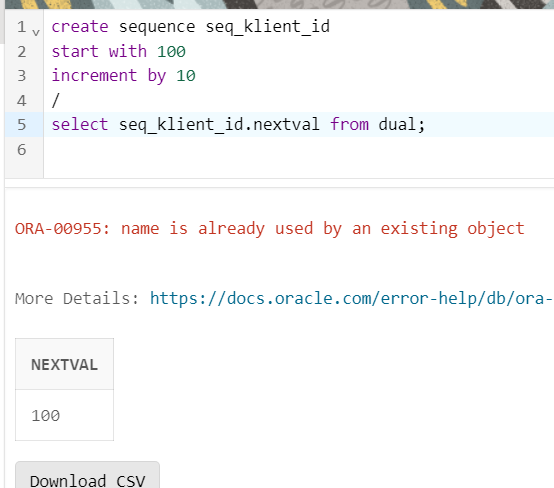 1 create sequence seq_klient_id
2 start with 100
3 increment by 10
4 /
5 select seq_klient_id.nextval from dual;
6
ORA-00955: name is already used by an existing object
More Details: https://docs.oracle.com/error-help/db/ora-
NEXTVAL
100
Download CSV